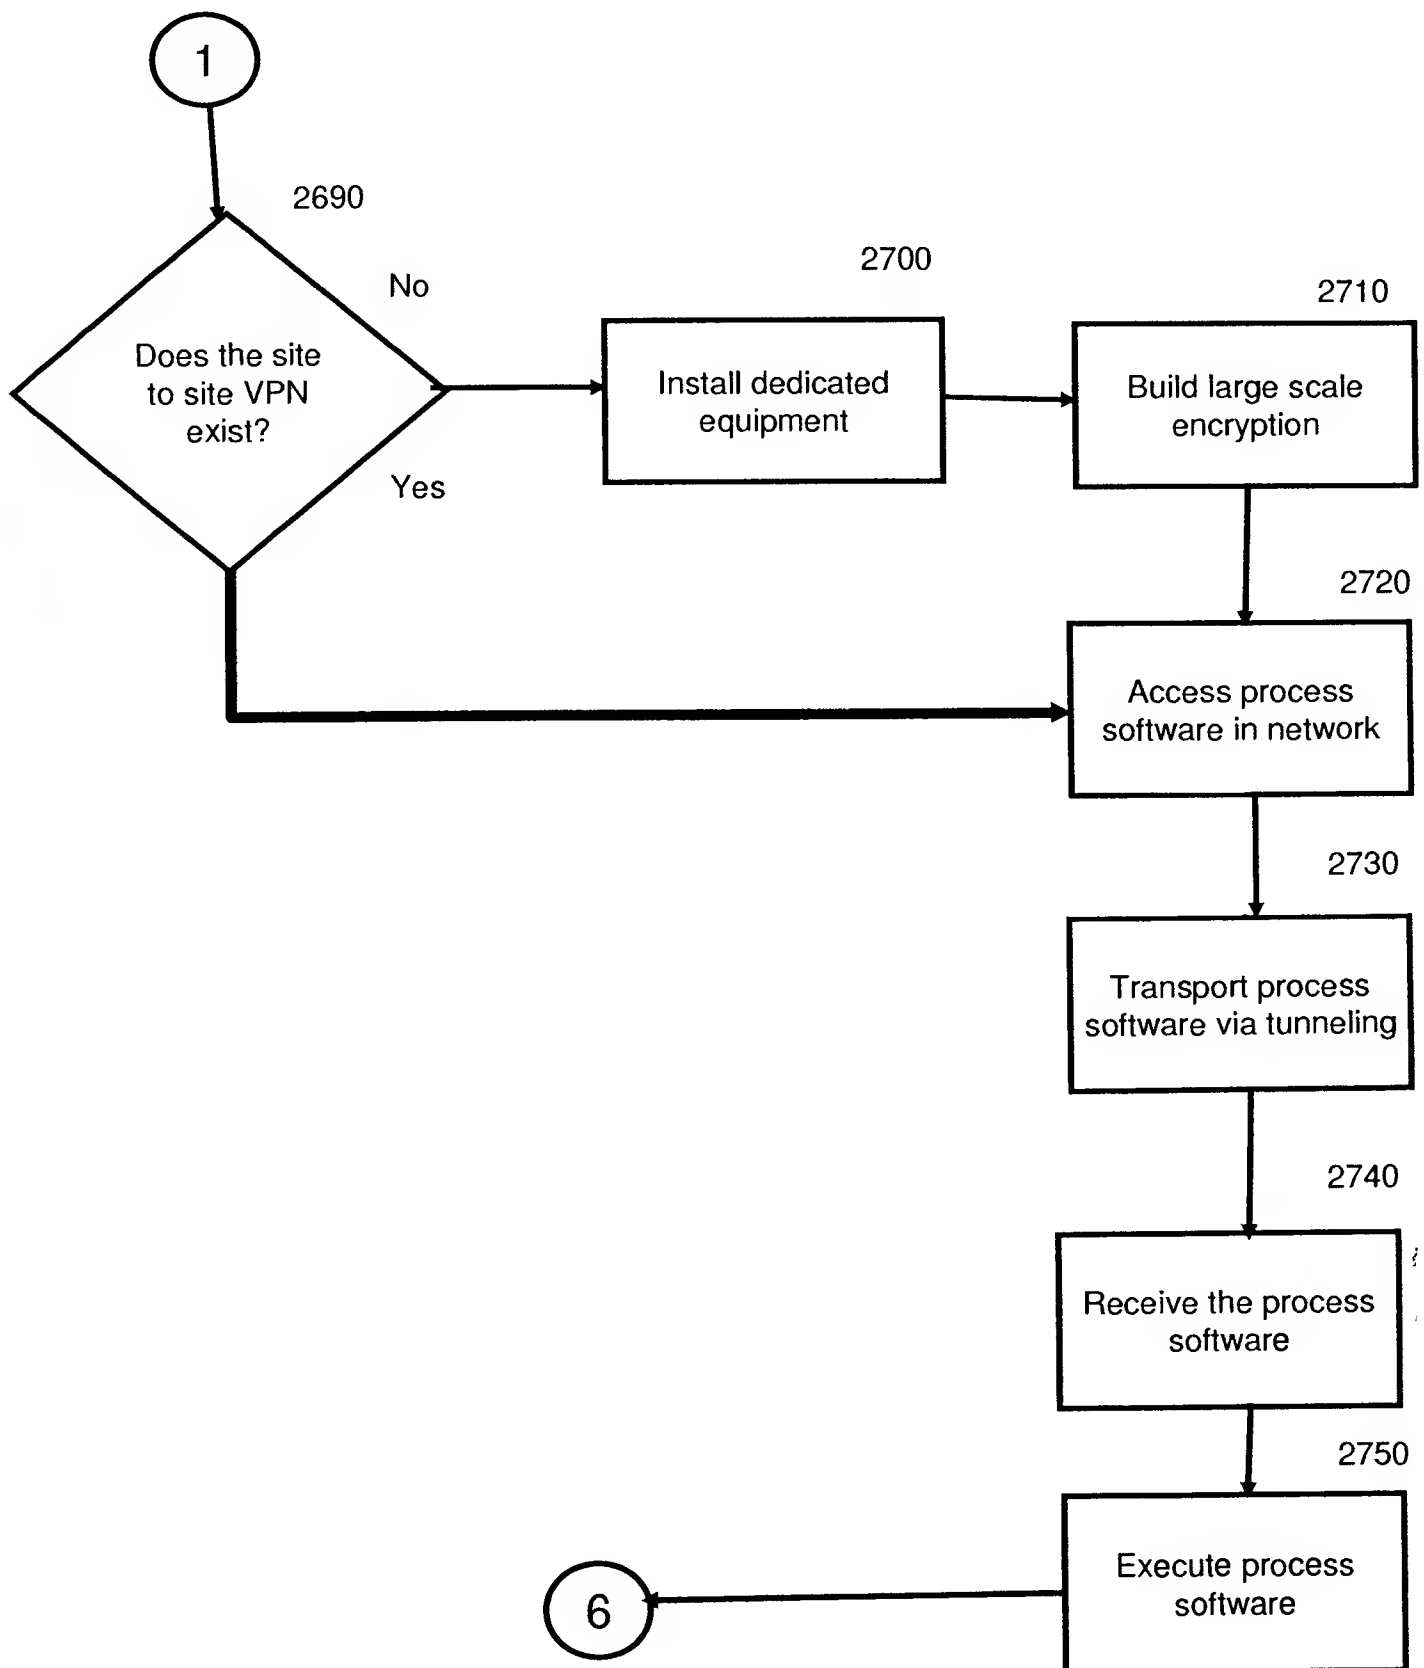 1
2690
No
Does the site
to site VPN
exist?
Yes
2700
Install dedicated
equipment
2710
Build large scale
encryption
2720
Access process
software in network
2730
Transport process
software via tunneling
2740
Receive the process
software
2750
Execute process
software
6